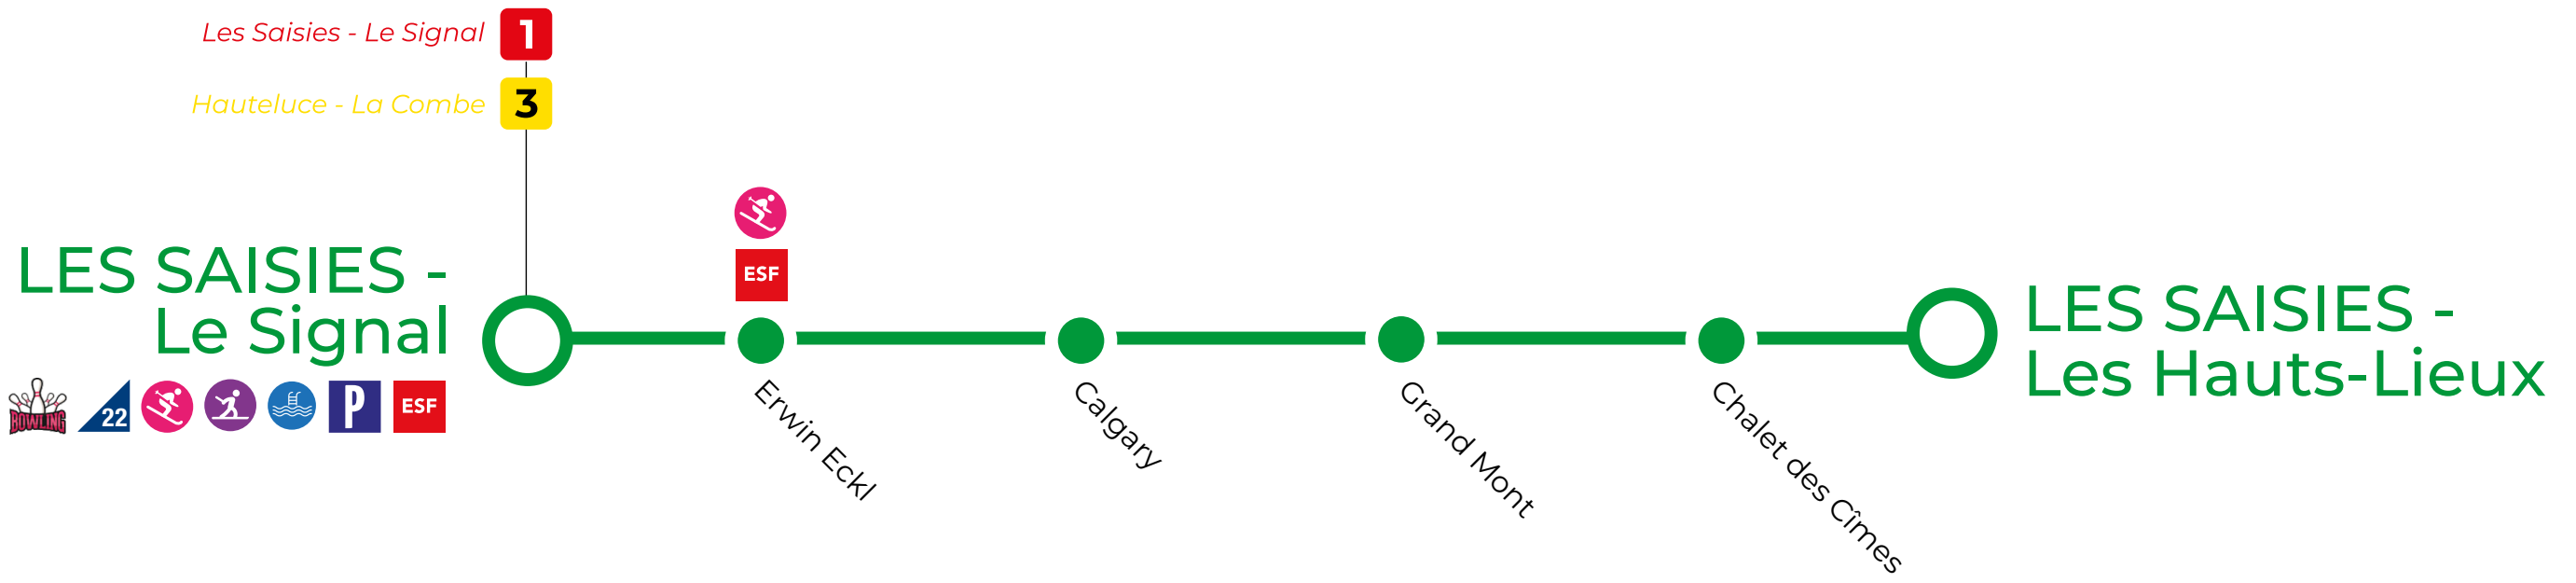 Les Saisies - Le Signal
1
Hauteluce - La Combe
3
ESF
LES SAISIES -
Le Signal
BOWLING
22
P
ESF
Erwin Eckl
Calgary
Grand Mont
Chalet des Cîmes
LES SAISIES -
Les Hauts-Lieux